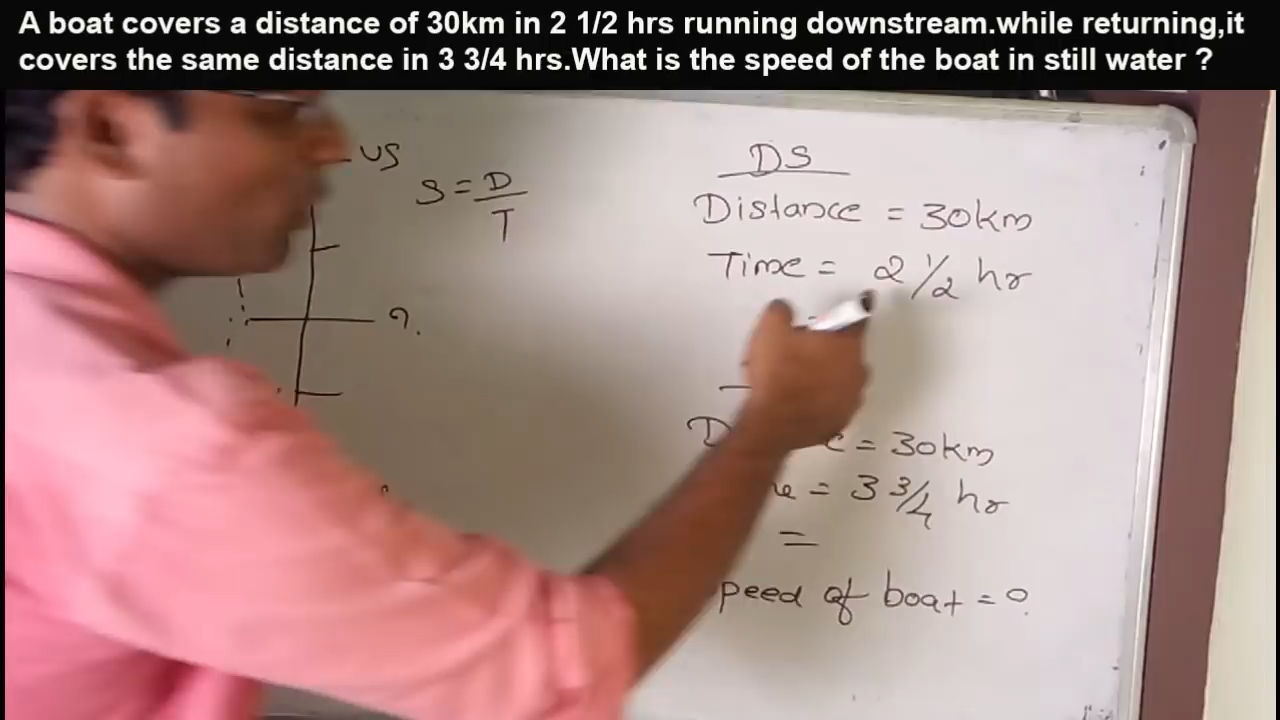 A boat covers a distance of 30km in 2 1/2 hrs running downstream.while returning,it
covers the same distance in 3 3/4 hrs.What is the speed of the boat in still water ?
US
S = D/T
?
DS
Distance = 30km
Time = 2 1/2 hr
= 30km
= 3 3/4 hr
=
peed of boat = ?